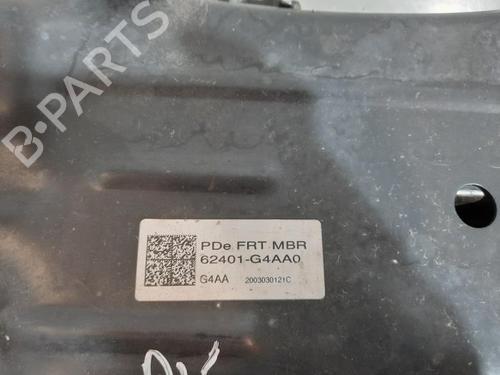 B-PARTS
PDe FRT MBR
62401-G4AA0
G4AA 2003030121C